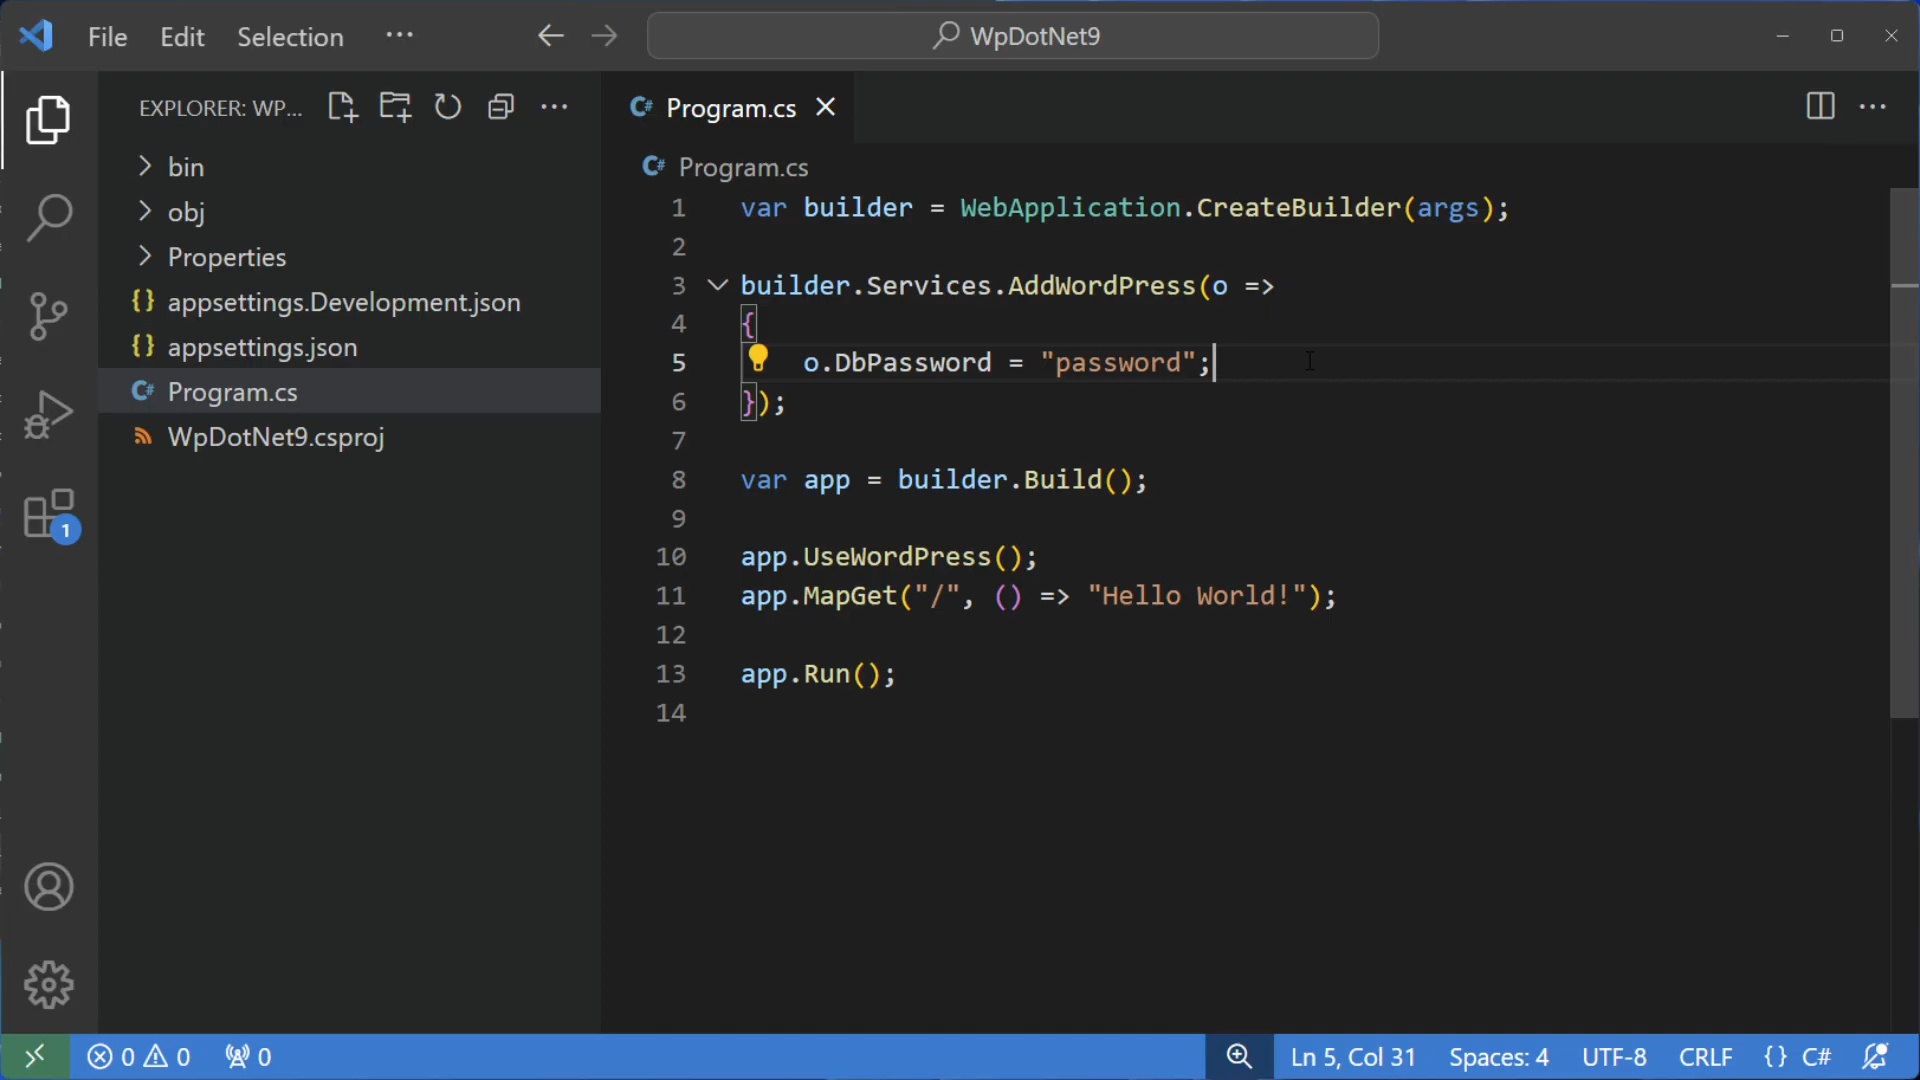 File Edit Selection ··· WpDotNet9
EXPLORER: WP... Program.cs
bin
obj
Properties
{} appsettings.Development.json
{} appsettings.json
C# Program.cs
WpDotNet9.csproj
1
C# Program.cs
1 var builder = WebApplication.CreateBuilder(args);
2
3 builder.Services.AddWordPress(o =>
4 {
5 o.DbPassword = "password";
6 });
7
8 var app = builder.Build();
9
10 app.UseWordPress();
11 app.MapGet("/", () => "Hello World!");
12
13 app.Run();
14
0 0 0 Ln 5, Col 31 Spaces: 4 UTF-8 CRLF {} C#